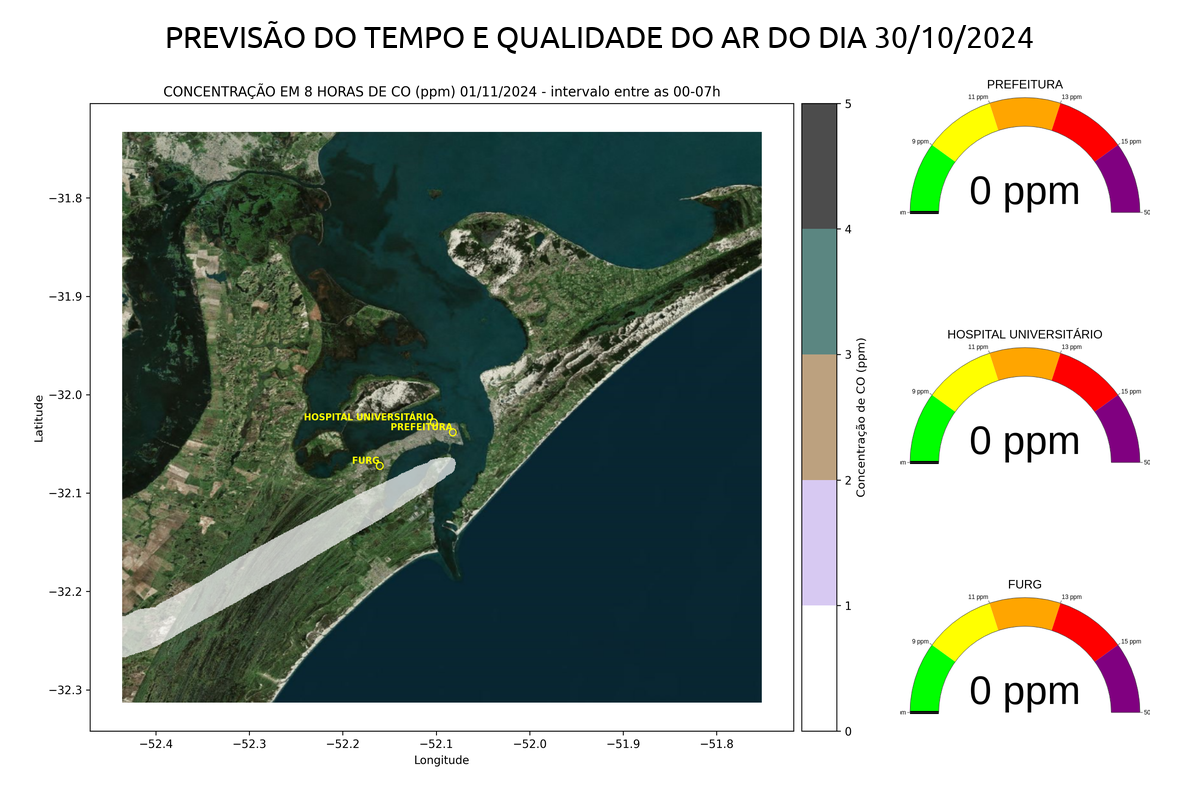 PREVISÃO DO TEMPO E QUALIDADE DO AR DO DIA 30/10/2024
CONCENTRAÇÃO EM 8 HORAS DE CO (ppm) 01/11/2024 - intervalo entre as 00-07h
Latitude
−31.8
−31.9
−32.0
−32.1
−32.2
−32.3
HOSPITAL UNIVERSITÁRIO
PREFEITURA
FURG
−52.4
−52.3
−52.2
−52.1
−52.0
−51.9
−51.8
Longitude
5
4
3
2
1
0
Concentração de CO (ppm)
PREFEITURA
11 ppm
13 ppm
9 ppm
15 ppm
0 ppm
HOSPITAL UNIVERSITÁRIO
11 ppm
13 ppm
9 ppm
15 ppm
0 ppm
FURG
11 ppm
13 ppm
9 ppm
15 ppm
0 ppm